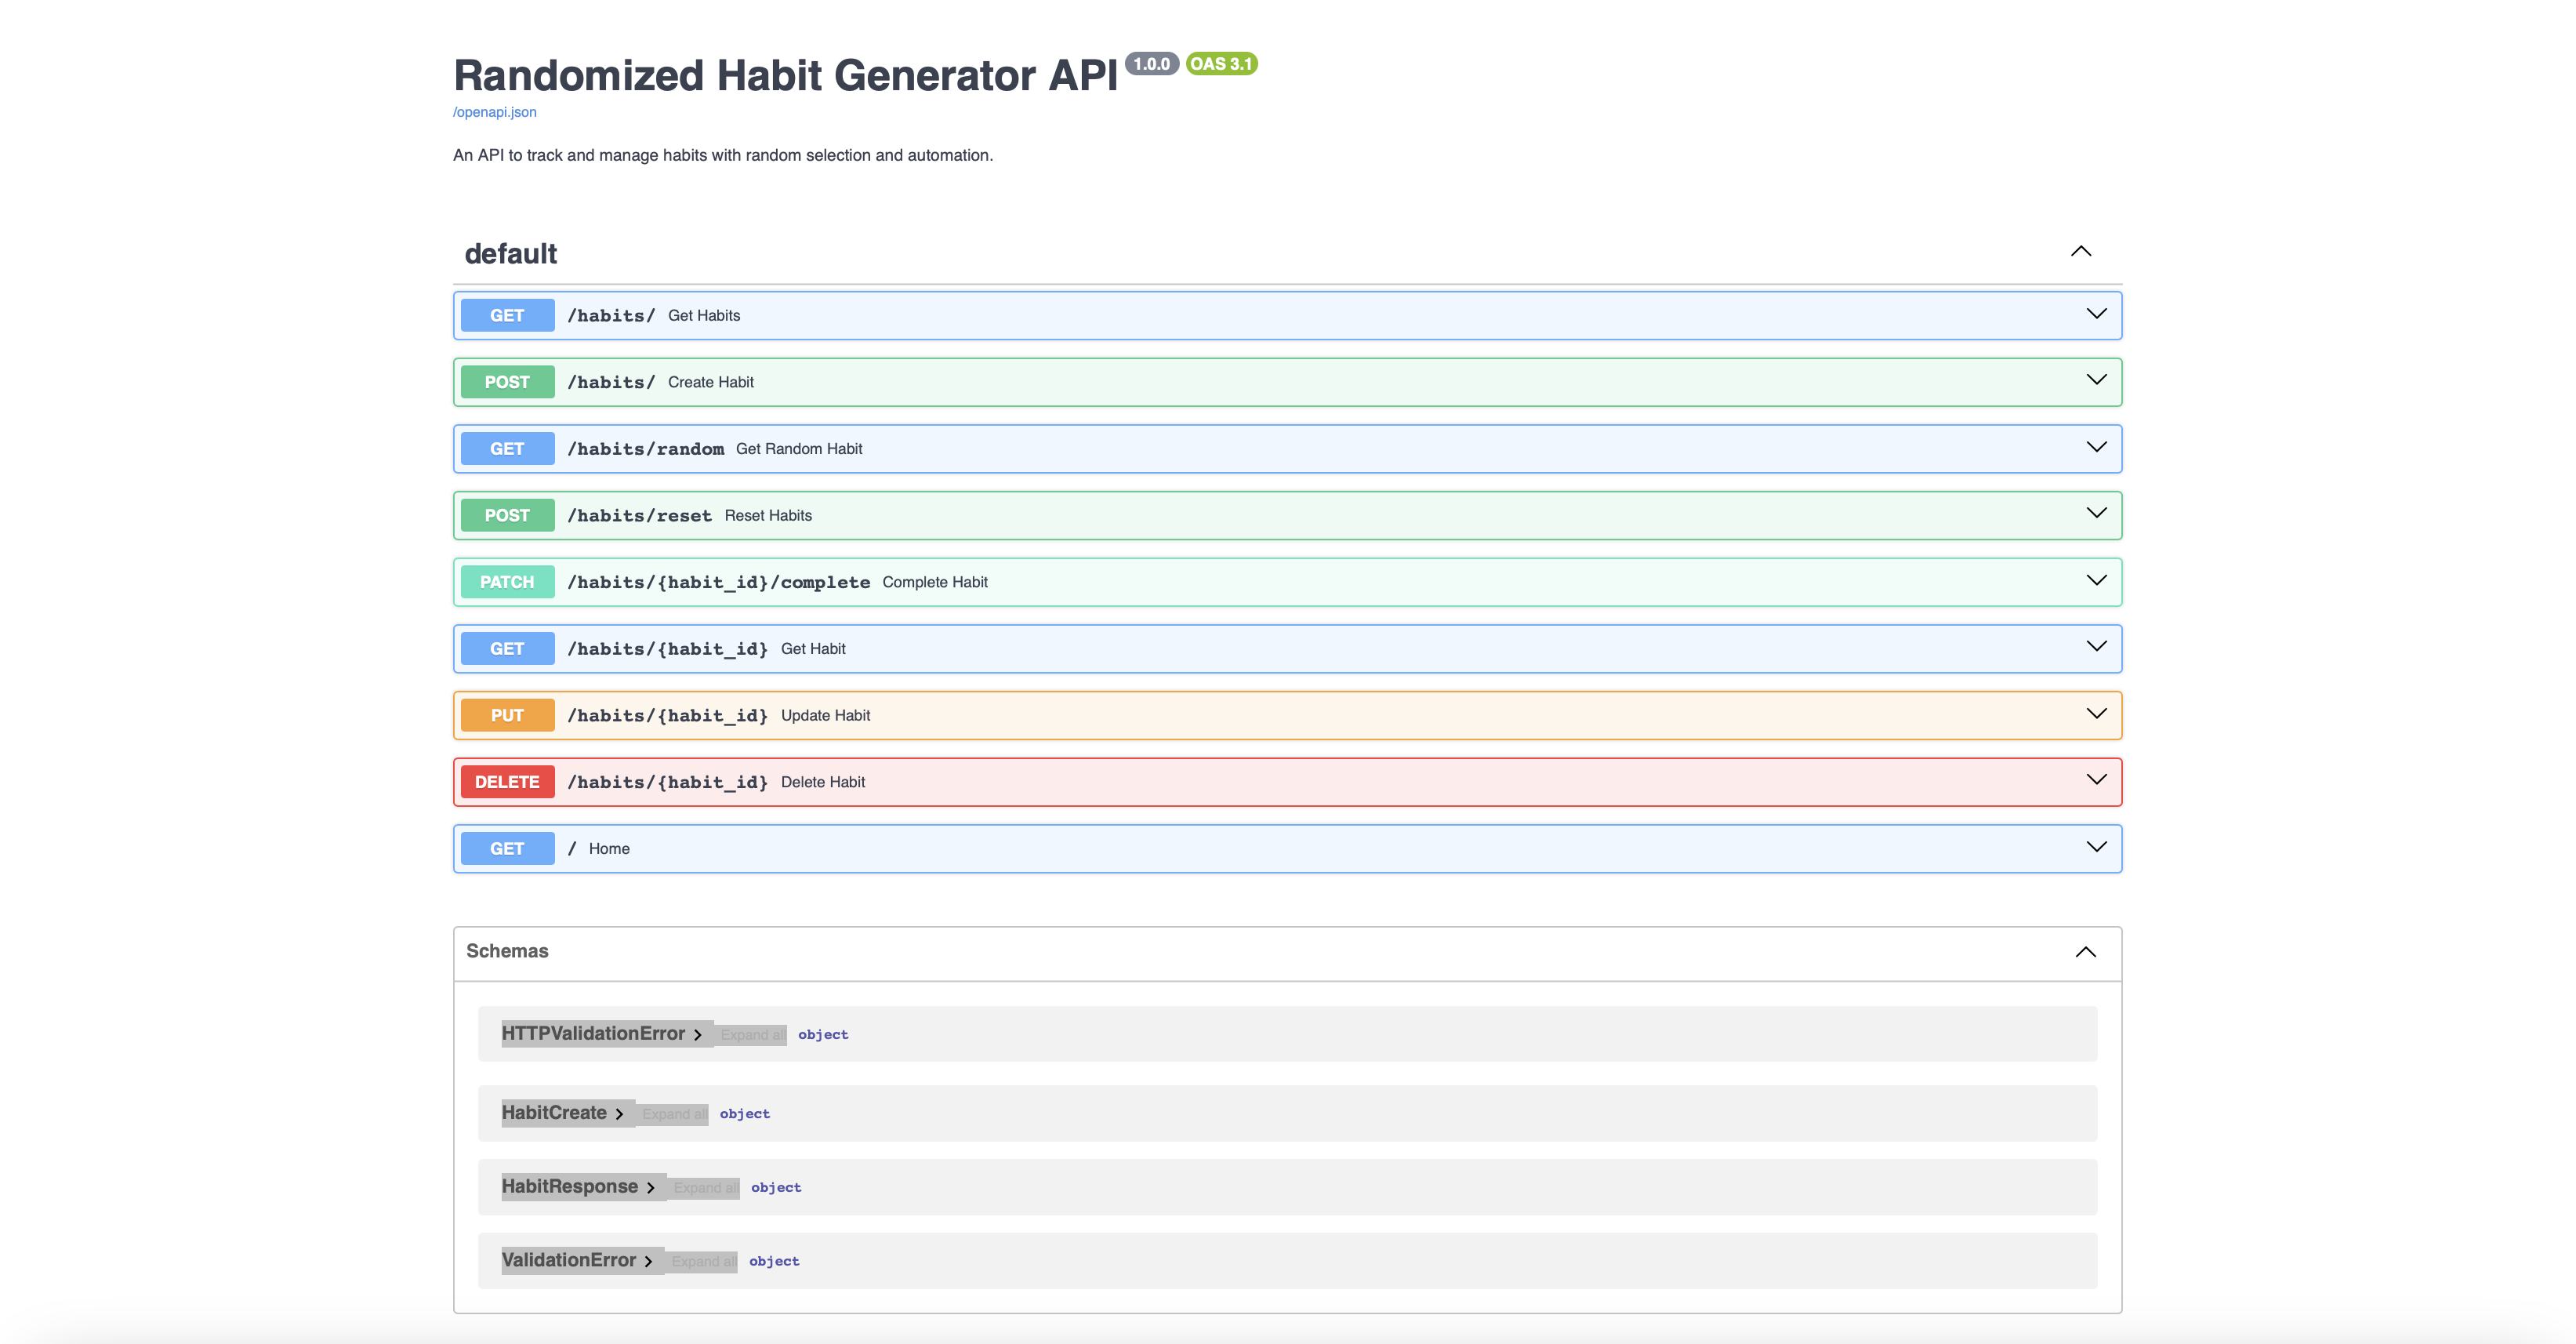 Randomized Habit Generator API 1.0.0 OAS 3.1
/openapi.json
An API to track and manage habits with random selection and automation.
default
GET /habits/ Get Habits
POST /habits/ Create Habit
GET /habits/random Get Random Habit
POST /habits/reset Reset Habits
PATCH /habits/{habit_id}/complete Complete Habit
GET /habits/{habit_id} Get Habit
PUT /habits/{habit_id} Update Habit
DELETE /habits/{habit_id} Delete Habit
GET / Home
Schemas
HTTPValidationError Expand all object
HabitCreate Expand all object
HabitResponse Expand all object
ValidationError Expand all object